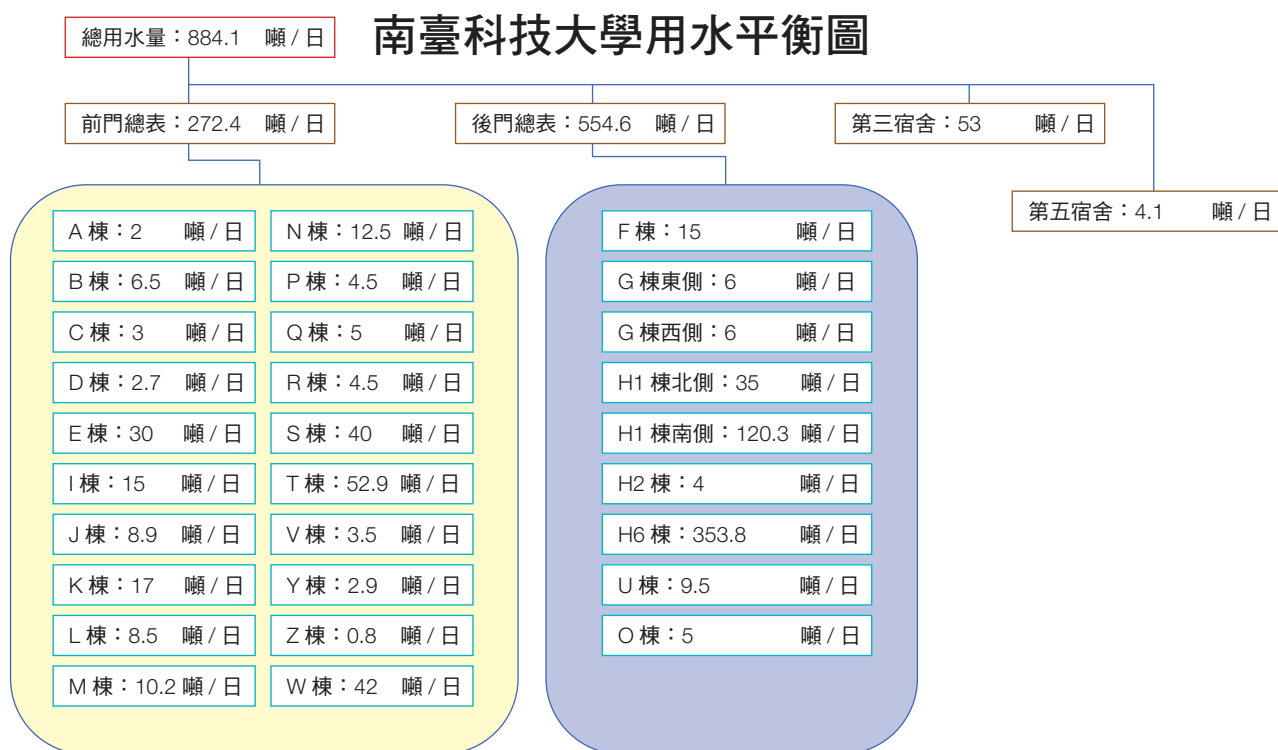 南臺科技大學用水平衡圖
總用水量：884.1 噸 / 日
前門總表：272.4 噸 / 日
後門總表：554.6 噸 / 日
第三宿舍：53 噸 / 日
第五宿舍：4.1 噸 / 日
A 棟：2 噸 / 日
B 棟：6.5 噸 / 日
C 棟：3 噸 / 日
D 棟：2.7 噸 / 日
E 棟：30 噸 / 日
I 棟：15 噸 / 日
J 棟：8.9 噸 / 日
K 棟：17 噸 / 日
L 棟：8.5 噸 / 日
M 棟：10.2 噸 / 日
N 棟：12.5 噸 / 日
P 棟：4.5 噸 / 日
Q 棟：5 噸 / 日
R 棟：4.5 噸 / 日
S 棟：40 噸 / 日
T 棟：52.9 噸 / 日
V 棟：3.5 噸 / 日
Y 棟：2.9 噸 / 日
Z 棟：0.8 噸 / 日
W 棟：42 噸 / 日
F 棟：15 噸 / 日
G 棟東側：6 噸 / 日
G 棟西側：6 噸 / 日
H1 棟北側：35 噸 / 日
H1 棟南側：120.3 噸 / 日
H2 棟：4 噸 / 日
H6 棟：353.8 噸 / 日
U 棟：9.5 噸 / 日
O 棟：5 噸 / 日